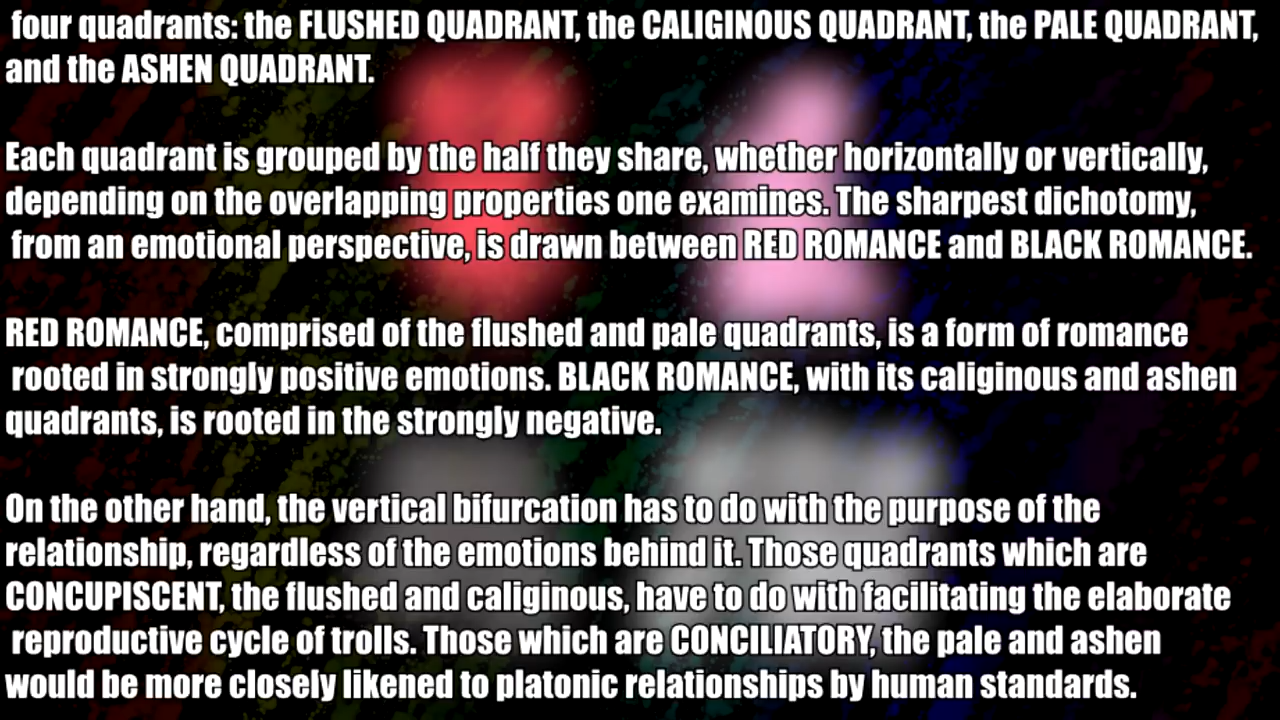 four quadrants: the FLUSHED QUADRANT, the CALIGINOUS QUADRANT, the PALE QUADRANT,
and the ASHEN QUADRANT.
Each quadrant is grouped by the half they share, whether horizontally or vertically,
depending on the overlapping properties one examines. The sharpest dichotomy,
from an emotional perspective, is drawn between RED ROMANCE and BLACK ROMANCE.
RED ROMANCE, comprised of the flushed and pale quadrants, is a form of romance
rooted in strongly positive emotions. BLACK ROMANCE, with its caliginous and ashen
quadrants, is rooted in the strongly negative.
On the other hand, the vertical bifurcation has to do with the purpose of the
relationship, regardless of the emotions behind it. Those quadrants which are
CONCUPISCENT, the flushed and caliginous, have to do with facilitating the elaborate
reproductive cycle of trolls. Those which are CONCILIATORY, the pale and ashen
would be more closely likened to platonic relationships by human standards.